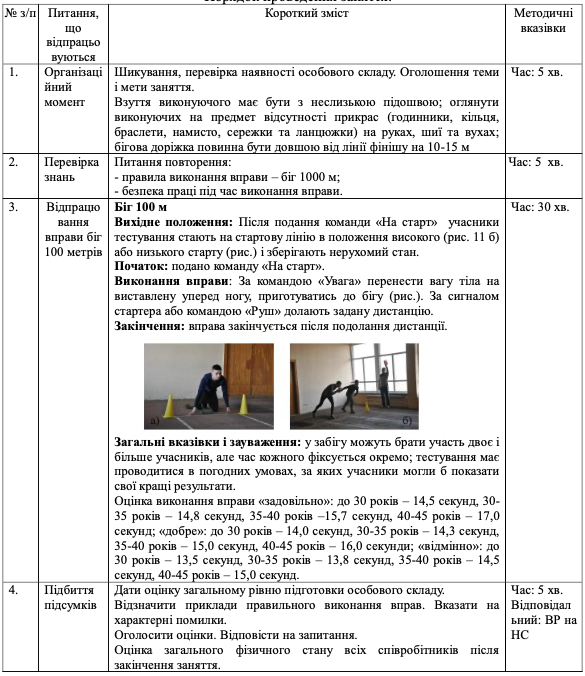 Порядок проведення заняття:
№ з/п
Питання,
що
відпрацьо
вуються
Короткий зміст
Методичні
вказівки
1.
Організаці
йний
момент
Шикування, перевірка наявності особового складу. Оголошення теми
і мети заняття.
Взуття виконуючого має бути з неслизькою підошвою; оглянути
виконуючих на предмет відсутності прикрас (годинники, кільця,
браслети, намисто, сережки та ланцюжки) на руках, шиї та вухах;
бігова доріжка повинна бути довшою від лінії фінішу на 10-15 м
Час: 5 хв.
2.
Перевірка
знань
Питання повторення:
- правила виконання вправи – біг 1000 м;
- безпека праці під час виконання вправи.
Час: 5 хв.
3.
Відпрацю
вання
вправи біг
100 метрів
Біг 100 м
Вихідне положення: Після подання команди «На старт» учасники
тестування стають на стартову лінію в положення високого (рис. 11 б)
або низького старту (рис.) і зберігають нерухомий стан.
Початок: подано команду «На старт».
Виконання вправи: За командою «Увага» перенести вагу тіла на
виставлену уперед ногу, приготуватись до бігу (рис.). За сигналом
стартера або командою «Руш» долають задану дистанцію.
Закінчення: вправа закінчується після подолання дистанції.
а)
б)
Загальні вказівки і зауваження: у забігу можуть брати участь двоє і
більше учасників, але час кожного фіксується окремо; тестування має
проводитися в погодних умовах, за яких учасники могли б показати
свої кращі результати.
Оцінка виконання вправи «задовільно»: до 30 років – 14,5 секунд, 30-
35 років – 14,8 секунд, 35-40 років –15,7 секунд, 40-45 років – 17,0
секунд; «добре»: до 30 років – 14,0 секунд, 30-35 років – 14,3 секунд,
35-40 років – 15,0 секунд, 40-45 років – 16,0 секунди; «відмінно»: до
30 років – 13,5 секунд, 30-35 років – 13,8 секунд, 35-40 років – 14,5
секунд, 40-45 років – 15,0 секунд.
Час: 30 хв.
4.
Підбиття
підсумків
Дати оцінку загальному рівню підготовки особового складу.
Відзначити приклади правильного виконання вправ. Вказати на
характерні помилки.
Оголосити оцінки. Відповісти на запитання.
Оцінка загального фізичного стану всіх співробітників після
закінчення заняття.
Час: 5 хв.
Відповідал
ьний: ВР на
НС